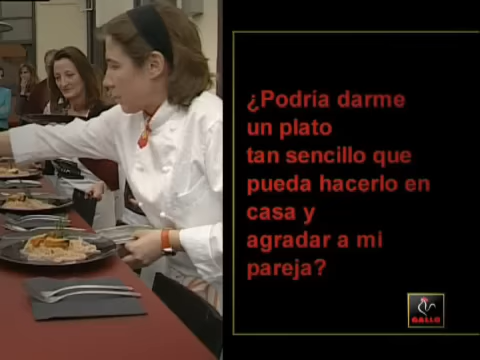 ¿Podría darme
un plato
tan sencillo que
pueda hacerlo en
casa y
agradar a mi
pareja?
GALLO